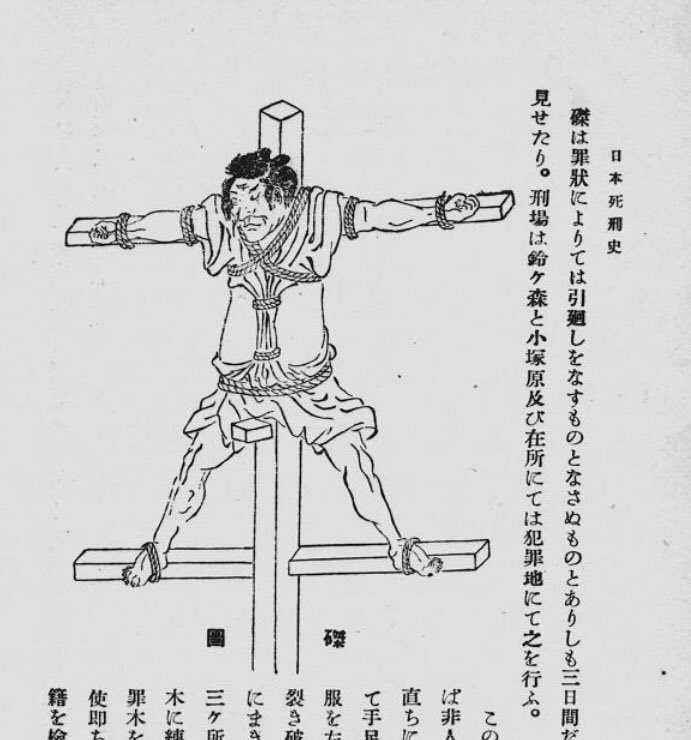 日本死刑史
磔は罪狀によりては引廻しをなすものとなさぬものとありしも三日間だ
見せたり。刑場は鈴ヶ森と小塚原及び在所にては犯罪地にて之を行ふ。
磔圖
この
ば非人
直ちに
て手足
服を左
裂き破
にまき
三ケ所
木に縛
罪木を
使卽ち
籍を檢